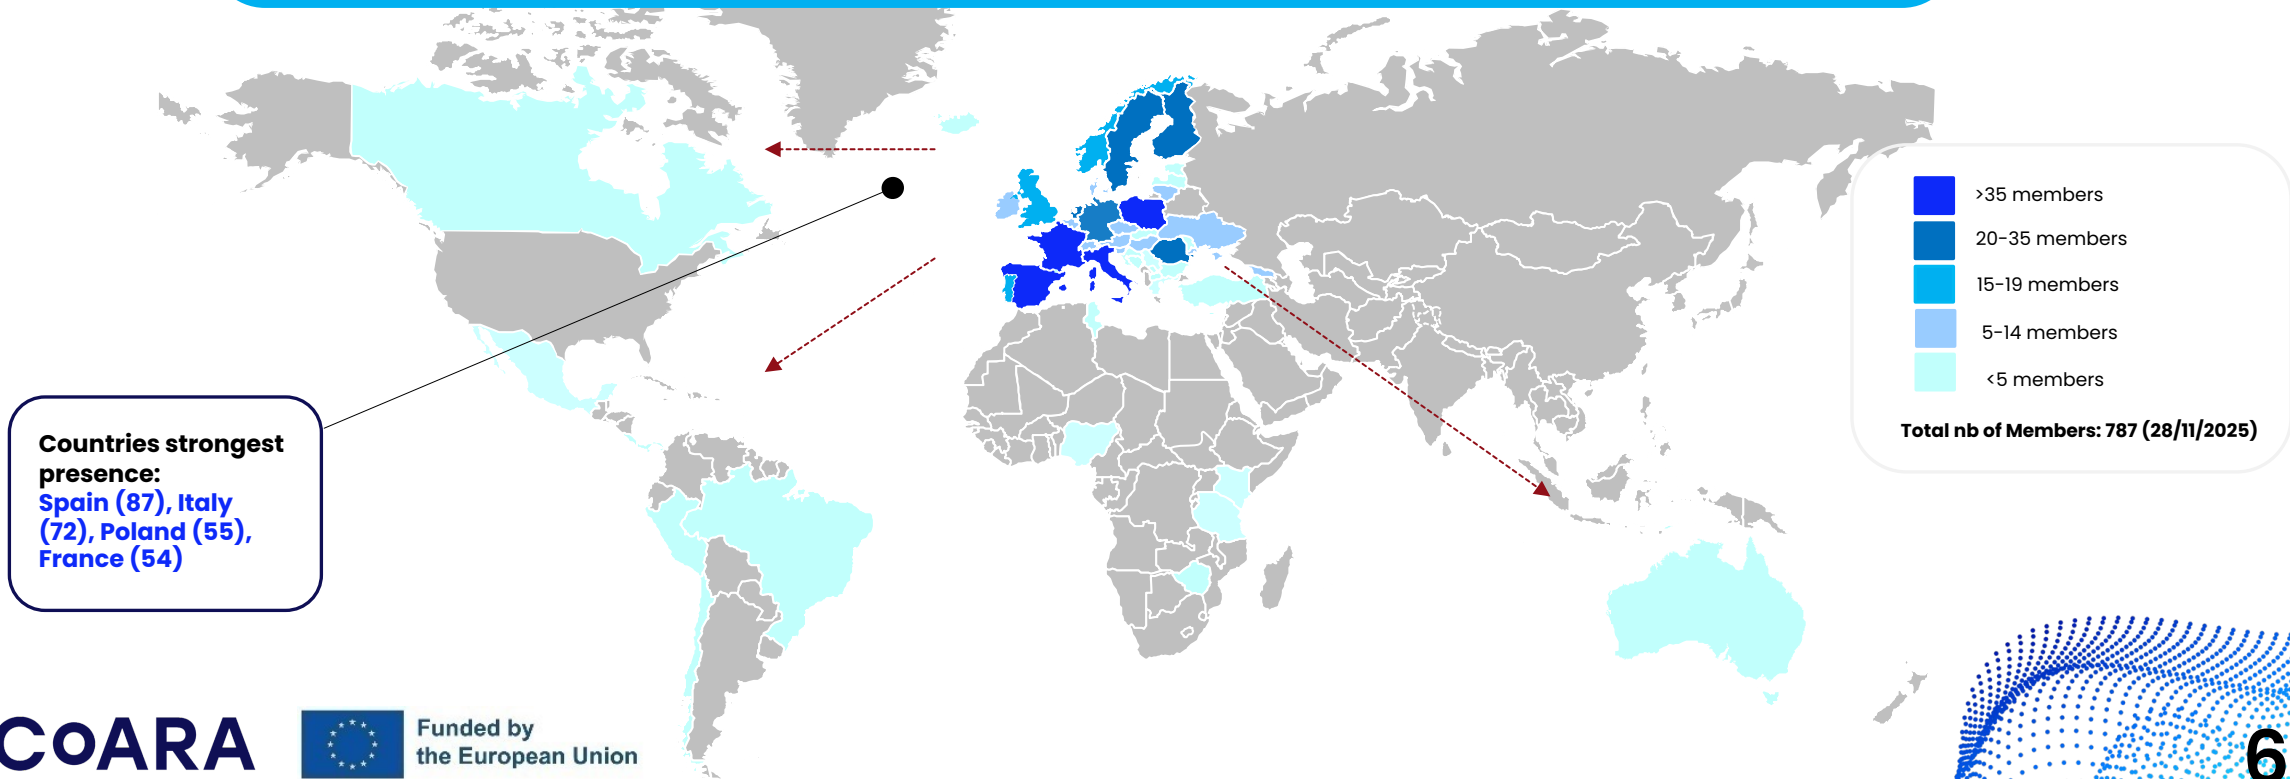 >35 members
20-35 members
15-19 members
5-14 members
<5 members
Total nb of Members: 787 (28/11/2025)
Countries strongest
presence:
Spain (87), Italy
(72), Poland (55),
France (54)
CoARA
Funded by
the European Union
6